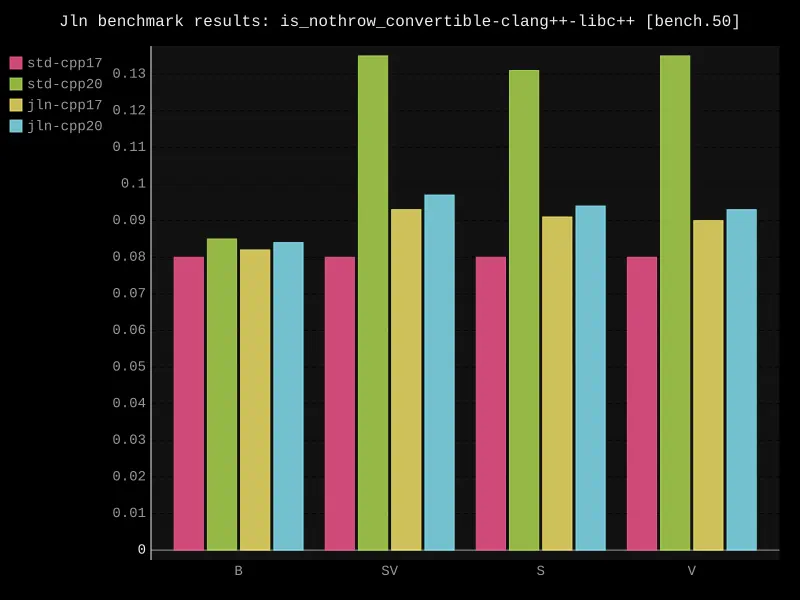 Jln benchmark results: is_nothrow_convertible-clang++-libc++ [bench.50]
std-cpp17
std-cpp20
jln-cpp17
jln-cpp20
0.13
0.12
0.11
0.1
0.09
0.08
0.07
0.06
0.05
0.04
0.03
0.02
0.01
0
B SV S V